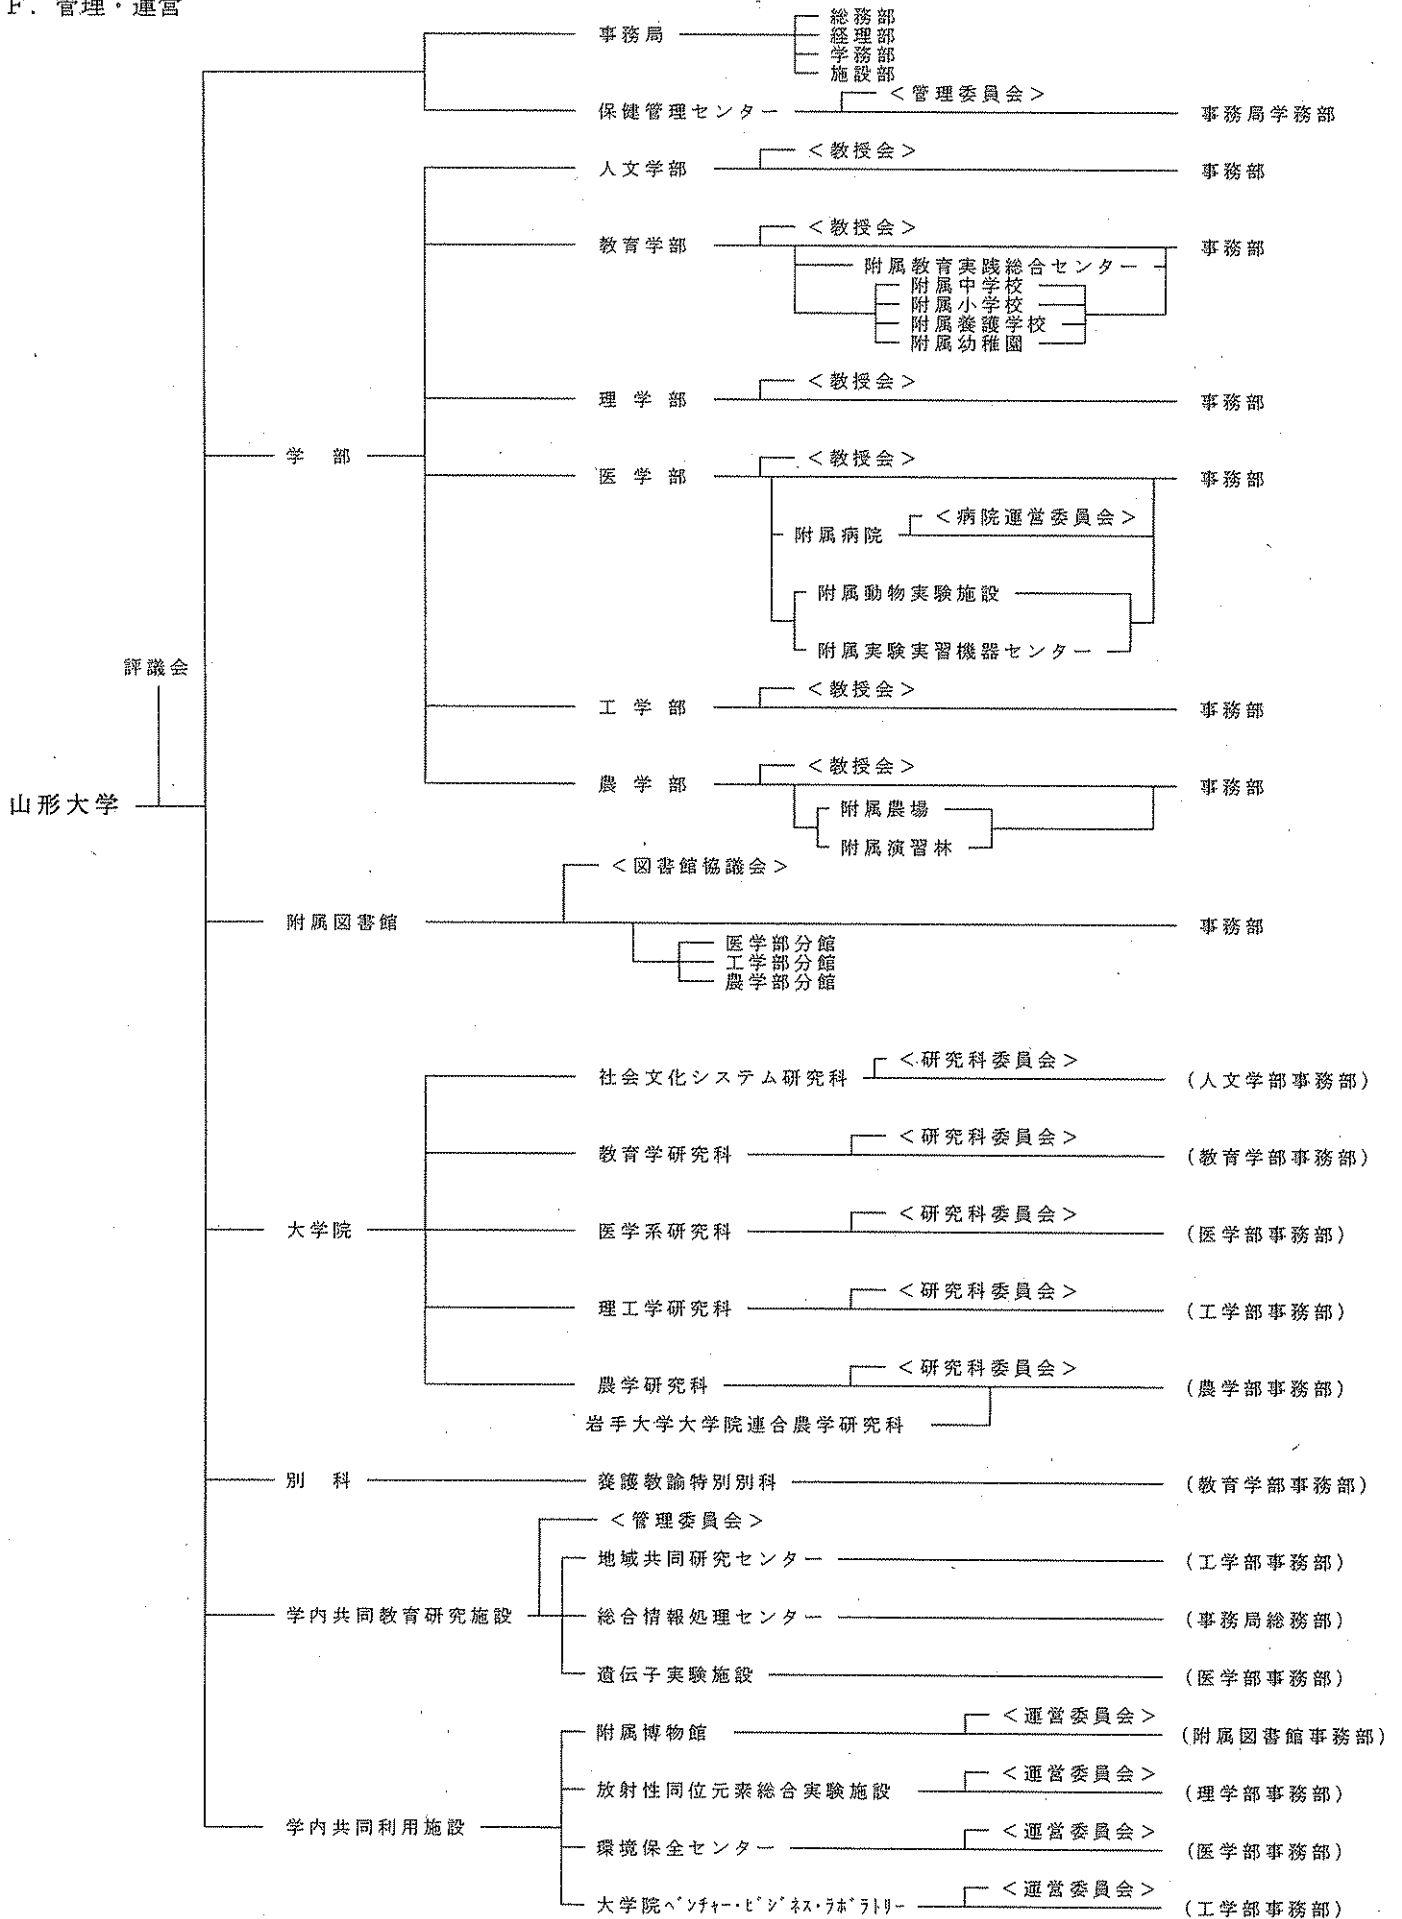 F. 管理・運営
事務局
総務部
経理部
学務部
施設部
保健管理センター <管理委員会> 事務局学務部
人文学部 <教授会> 事務部
教育学部 <教授会> 事務部
附属教育実践総合センター
附属中学校
附属小学校
附属養護学校
附属幼稚園
理学部 <教授会> 事務部
学部
医学部 <教授会> 事務部
附属病院 <病院運営委員会>
附属動物実験施設
附属実験実習機器センター
評議会
工学部 <教授会> 事務部
農学部 <教授会> 事務部
山形大学
附属農場
附属演習林
<図書館協議会>
附属図書館 事務部
医学部分館
工学部分館
農学部分館
社会文化システム研究科 <研究科委員会> (人文学部事務部)
教育学研究科 <研究科委員会> (教育学部事務部)
大学院 医学系研究科 <研究科委員会> (医学部事務部)
理工学研究科 <研究科委員会> (工学部事務部)
農学研究科 <研究科委員会> (農学部事務部)
岩手大学大学院連合農学研究科
別科 養護教諭特別別科 (教育学部事務部)
<管理委員会>
地域共同研究センター (工学部事務部)
学内共同教育研究施設 総合情報処理センター (事務局総務部)
遺伝子実験施設 (医学部事務部)
附属博物館 <運営委員会> (附属図書館事務部)
放射性同位元素総合実験施設 <運営委員会> (理学部事務部)
学内共同利用施設
環境保全センター <運営委員会> (医学部事務部)
大学院ベンチャー・ビジネス・ラボラトリー <運営委員会> (工学部事務部)